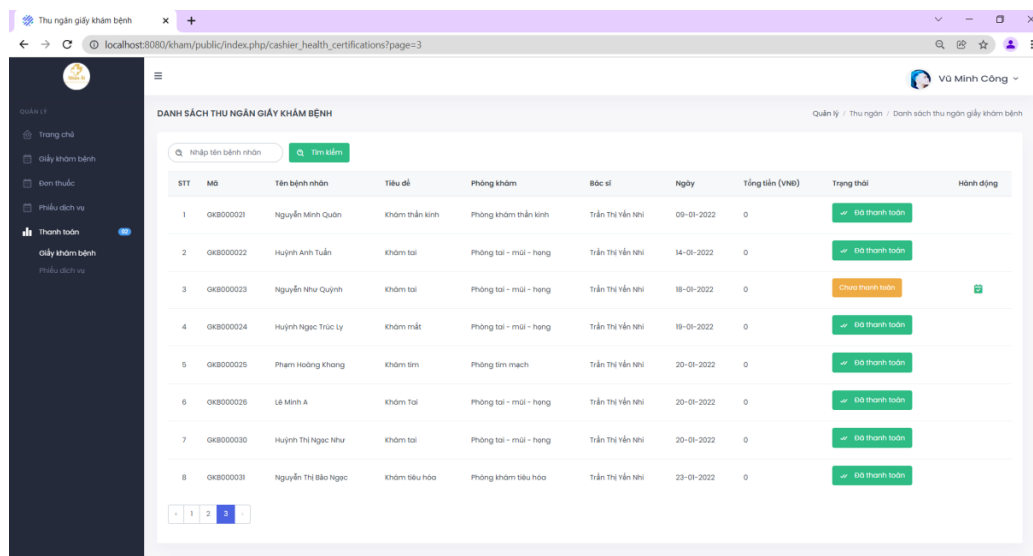 Thu ngân giấy khám bệnh
localhost:8080/kham/public/index.php/cashier_health_certifications?page=3
Vũ Minh Công
QUẢN LÝ
Trang chủ
Giấy khám bệnh
Đơn thuốc
Phiếu dịch vụ
Thanh toán
Giấy khám bệnh
Phiếu dịch vụ
DANH SÁCH THU NGÂN GIẤY KHÁM BỆNH
Quản lý / Thu ngân / Danh sách thu ngân giấy khám bệnh
Nhập tên bệnh nhân Tìm kiếm
STT Mã Tên bệnh nhân Tiêu đề Phòng khám Bác sĩ Ngày Tổng tiền (VNĐ) Trạng thái Hành động
1 GKB000021 Nguyễn Minh Quân Khám thần kinh Phòng khám thần kinh Trần Thị Yến Nhi 09-01-2022 0 Đã thanh toán
2 GKB000022 Huỳnh Anh Tuấn Khám tai Phòng tai - mũi - họng Trần Thị Yến Nhi 14-01-2022 0 Đã thanh toán
3 GKB000023 Nguyễn Như Quỳnh Khám tai Phòng tai - mũi - họng Trần Thị Yến Nhi 18-01-2022 0 Chưa thanh toán
4 GKB000024 Huỳnh Ngọc Trúc Ly Khám mắt Phòng tai - mũi - họng Trần Thị Yến Nhi 19-01-2022 0 Đã thanh toán
5 GKB000025 Phạm Hoàng Khang Khám tim Phòng tim mạch Trần Thị Yến Nhi 20-01-2022 0 Đã thanh toán
6 GKB000026 Lê Minh A Khám Tai Phòng tai - mũi - họng Trần Thị Yến Nhi 20-01-2022 0 Đã thanh toán
7 GKB000030 Huỳnh Thị Ngọc Như Khám tai Phòng tai - mũi - họng Trần Thị Yến Nhi 20-01-2022 0 Đã thanh toán
8 GKB000031 Nguyễn Thị Bảo Ngọc Khám tiêu hóa Phòng khám tiêu hóa Trần Thị Yến Nhi 23-01-2022 0 Đã thanh toán
‹ 1 2 3 ›